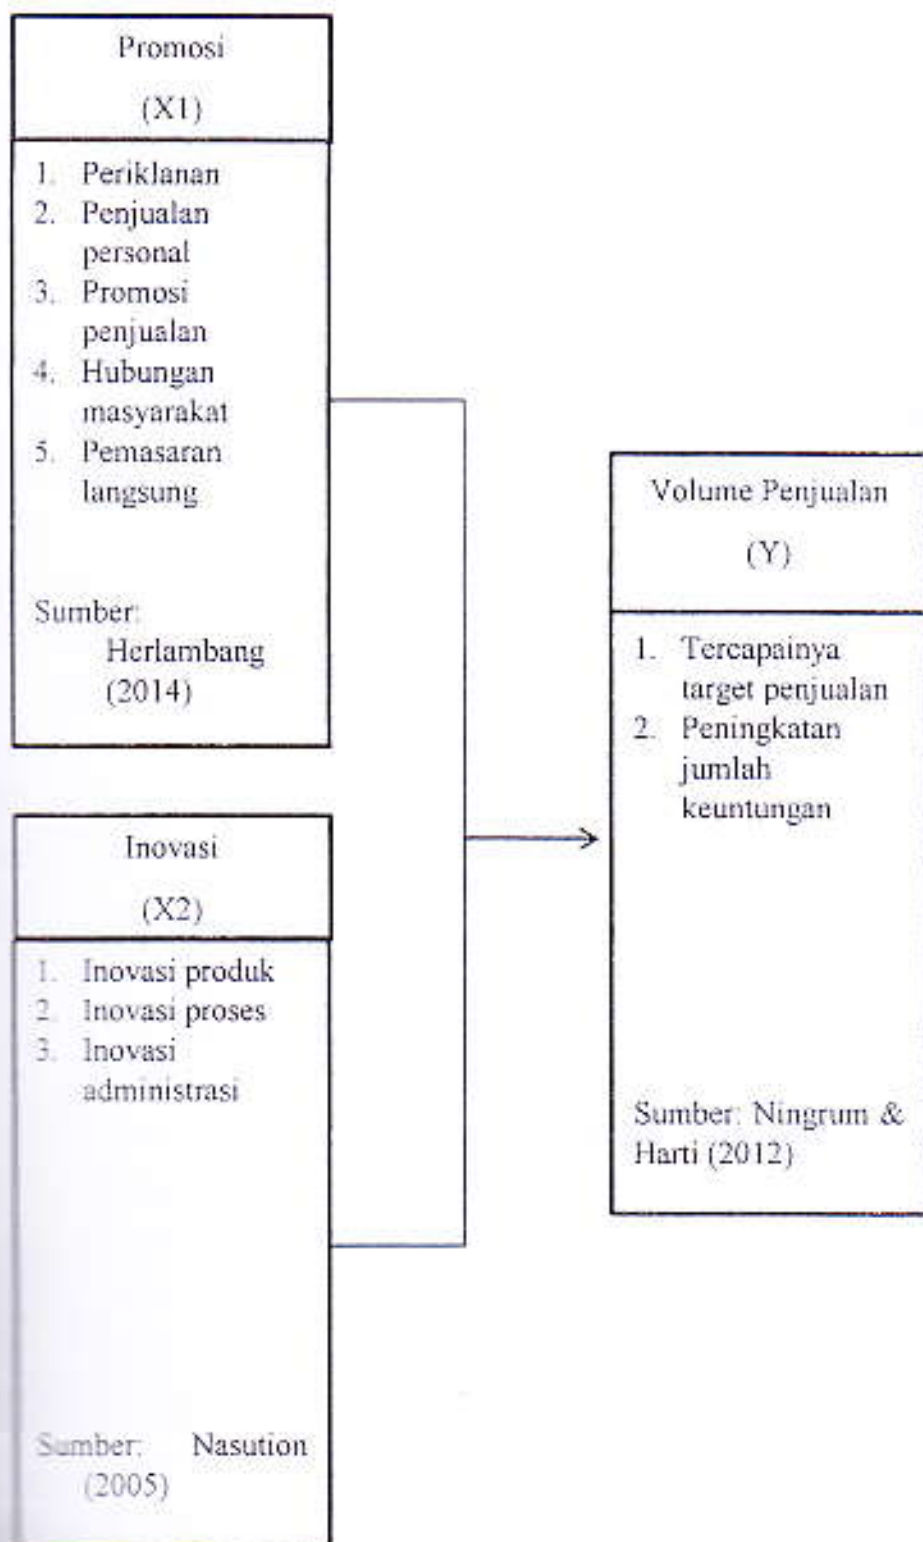 Promosi
(X1)
1. Periklanan
2. Penjualan
personal
3. Promosi
penjualan
4. Hubungan
masyarakat
5. Pemasaran
langsung
Sumber:
Herlambang
(2014)
Inovasi
(X2)
1. Inovasi produk
2. Inovasi proses
3. Inovasi
administrasi
Sumber: Nasution
(2005)
Volume Penjualan
(Y)
1. Tercapainya
target penjualan
2. Peningkatan
jumlah
keuntungan
Sumber: Ningrum &
Harti (2012)